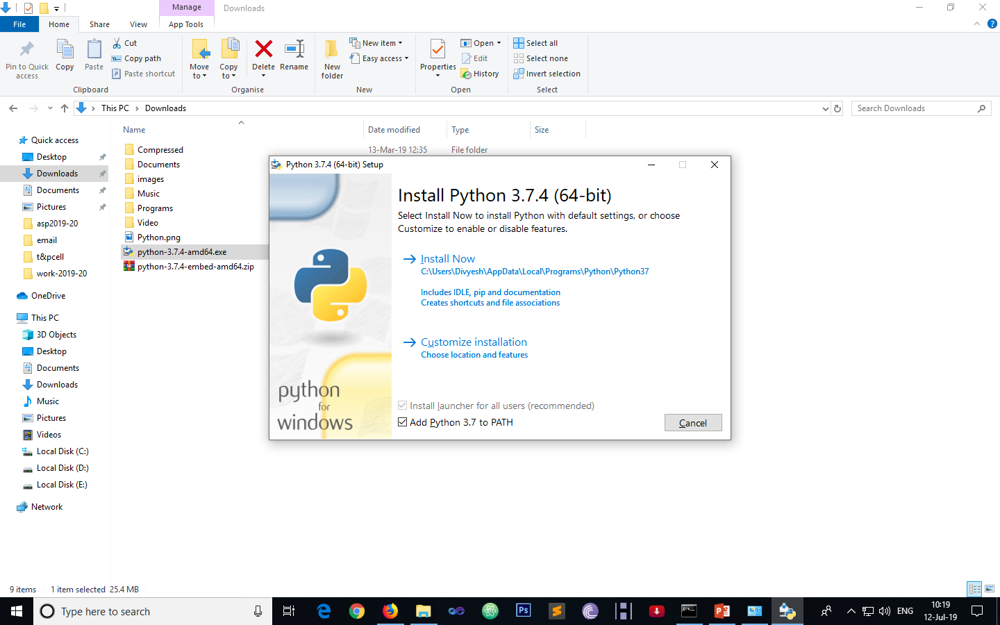 Manage
Downloads
File
Home
Share
View
App Tools
Pin to Quick
access
Copy
Paste
Cut
Copy path
Paste shortcut
Clipboard
Move
to
Copy
to
Delete
Rename
Organise
New
folder
New item
Easy access
New
Properties
Open
Edit
History
Open
Select all
Select none
Invert selection
Select
This PC
Downloads
Search Downloads
Name
Date modified
Type
Size
Quick access
Desktop
Downloads
Documents
Pictures
asp2019-20
email
t&pcell
work-2019-20
OneDrive
This PC
3D Objects
Desktop
Documents
Downloads
Music
Pictures
Videos
Local Disk (C:)
Local Disk (D:)
Local Disk (E:)
Network
Compressed
13-Mar-19 12:35
File folder
Documents
images
Music
Programs
Video
Python.png
python-3.7.4-amd64.exe
python-3.7.4-embed-amd64.zip
Python 3.7.4 (64-bit) Setup
Install Python 3.7.4 (64-bit)
Select Install Now to install Python with default settings, or choose
Customize to enable or disable features.
Install Now
C:\Users\Divyesh\AppData\Local\Programs\Python\Python37
Includes IDLE, pip and documentation
Creates shortcuts and file associations
Customize installation
Choose location and features
python
for
windows
Install launcher for all users (recommended)
Add Python 3.7 to PATH
Cancel
9 items
1 item selected 25.4 MB
Type here to search
Ps
ENG
10:19
12-Jul-19